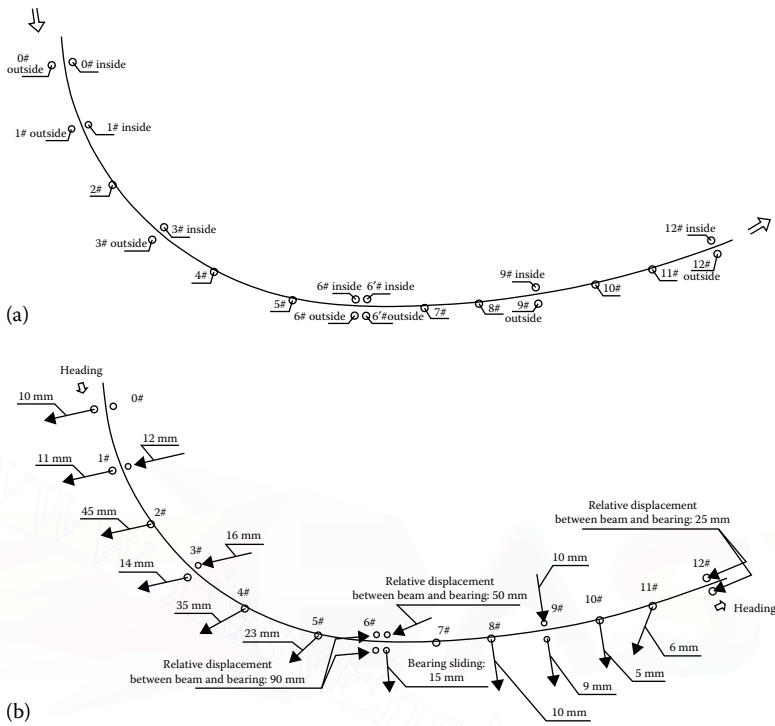 0#
outside
0# inside
1# outside
1# inside
2#
3# inside
3# outside
4#
5#
6# inside
6′# inside
6# outside
6′#outside
7#
8#
9# inside
9#
outside
10#
11#
12# inside
12#
outside
(a)
Heading
10 mm
0#
11 mm
1#
12 mm
45 mm
2#
14 mm
3#
16 mm
35 mm
4#
23 mm
5#
6#
Relative displacement
between beam and bearing: 50 mm
Relative displacement
between beam and bearing: 90 mm
Bearing sliding:
15 mm
7#
8#
10 mm
10 mm
9#
9 mm
10#
5 mm
11#
6 mm
Relative displacement
between beam and bearing: 25 mm
12#
Heading
(b)